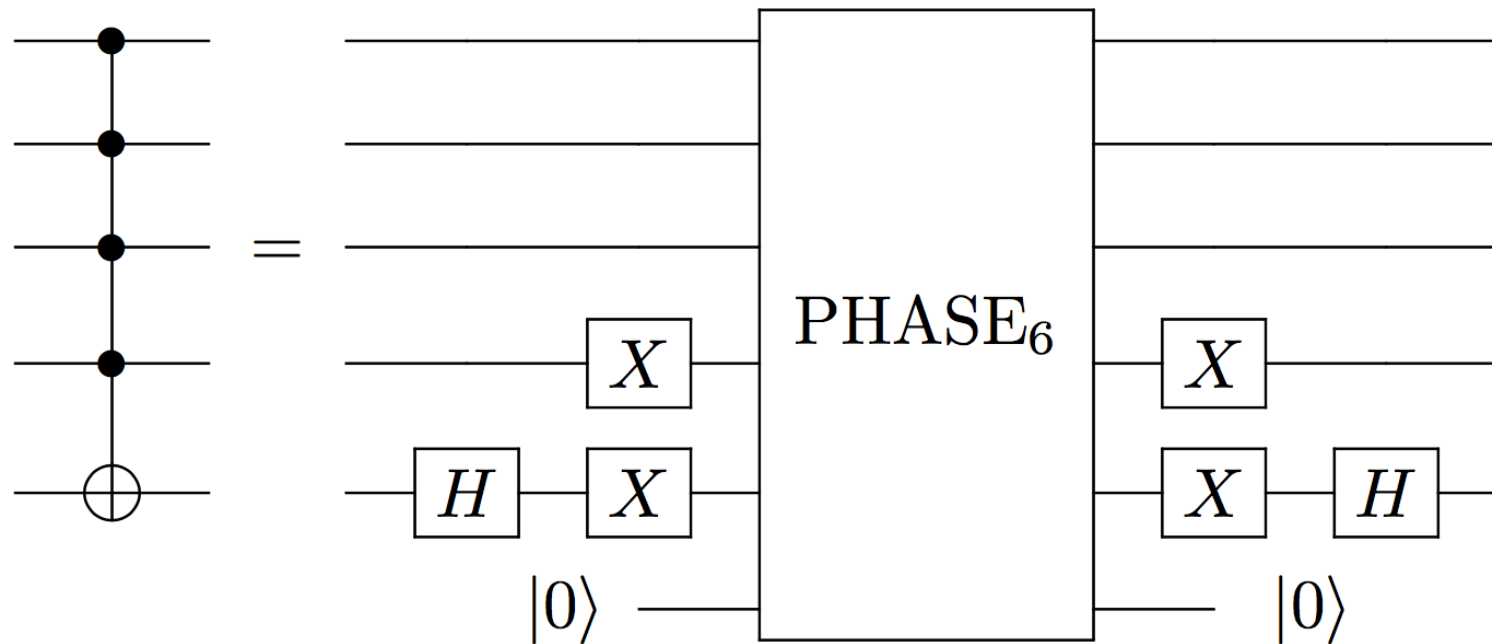 =
PHASE₆
X X
H X X H
|0⟩ |0⟩